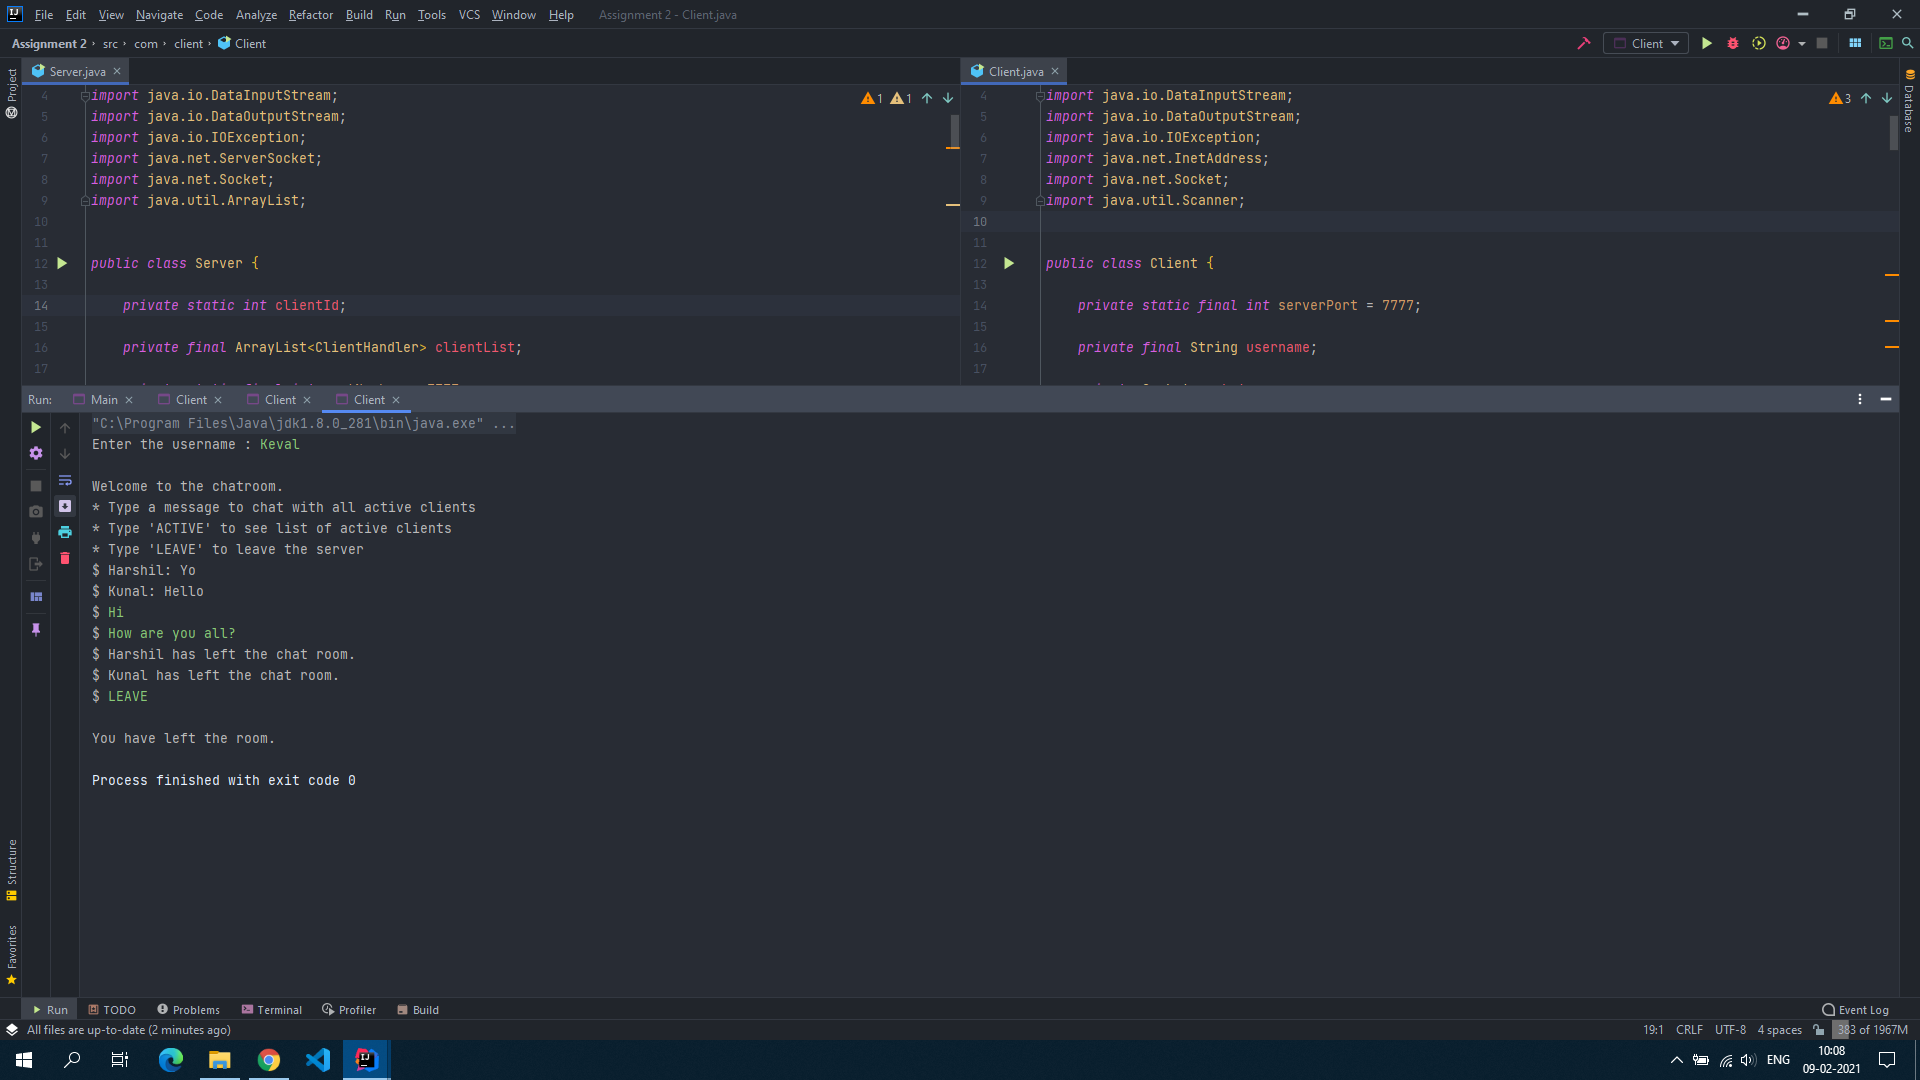 File Edit View Navigate Code Analyze Refactor Build Run Tools VCS Window Help Assignment 2 - Client.java
Assignment 2 src com client Client
Client
Project
Server.java
4 import java.io.DataInputStream;
5 import java.io.DataOutputStream;
6 import java.io.IOException;
7 import java.net.ServerSocket;
8 import java.net.Socket;
9 import java.util.ArrayList;
10
11
12 public class Server {
13
14 private static int clientId;
15
16 private final ArrayList<ClientHandler> clientList;
17
1 1
Client.java
4 import java.io.DataInputStream;
5 import java.io.DataOutputStream;
6 import java.io.IOException;
7 import java.net.InetAddress;
8 import java.net.Socket;
9 import java.util.Scanner;
10
11
12 public class Client {
13
14 private static final int serverPort = 7777;
15
16 private final String username;
17
3
Database
Run: Main Client Client Client
"C:\Program Files\Java\jdk1.8.0_281\bin\java.exe" ...
Enter the username : Keval
Welcome to the chatroom.
* Type a message to chat with all active clients
* Type 'ACTIVE' to see list of active clients
* Type 'LEAVE' to leave the server
$ Harshil: Yo
$ Kunal: Hello
$ Hi
$ How are you all?
$ Harshil has left the chat room.
$ Kunal has left the chat room.
$ LEAVE
You have left the room.
Process finished with exit code 0
Structure
Favorites
Run TODO Problems Terminal Profiler Build Event Log
All files are up-to-date (2 minutes ago) 19:1 CRLF UTF-8 4 spaces 383 of 1967M
ENG 10:08
09-02-2021